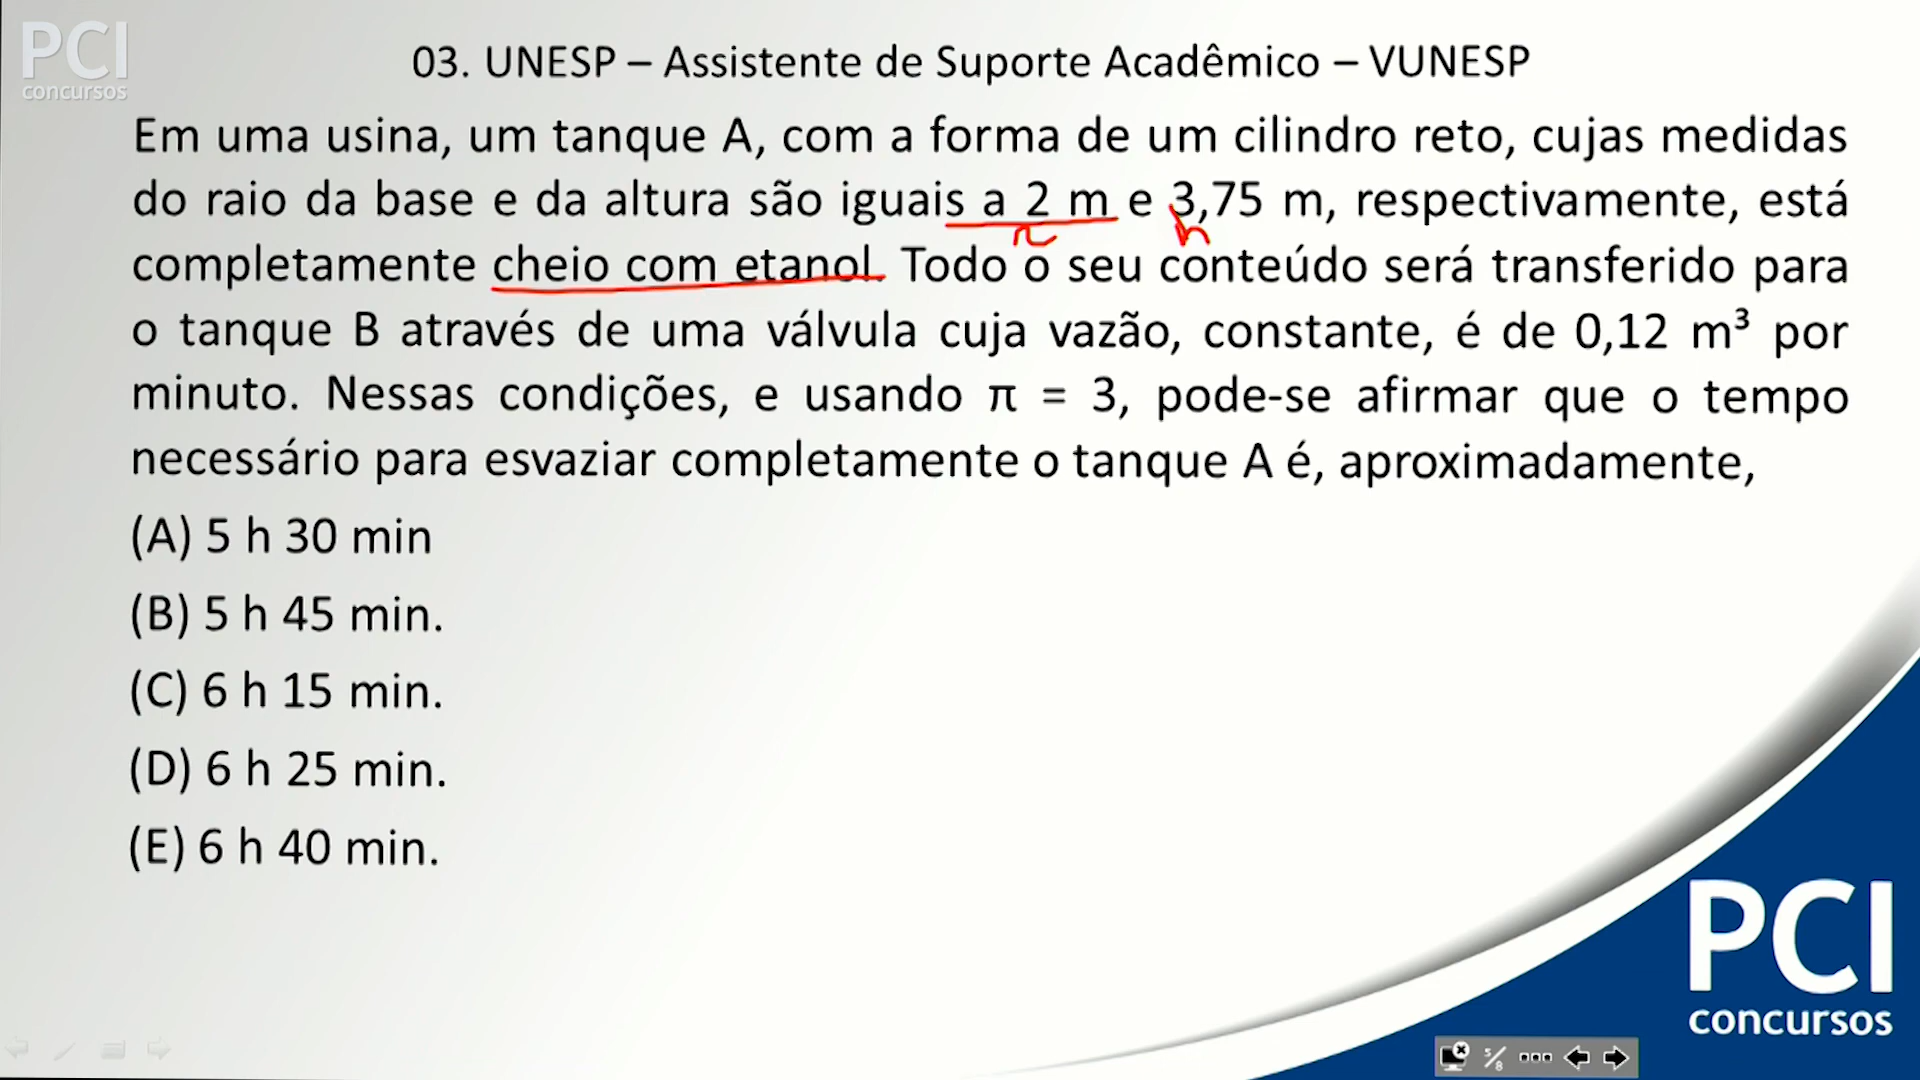 PCI
concursos
03. UNESP – Assistente de Suporte Acadêmico – VUNESP
Em uma usina, um tanque A, com a forma de um cilindro reto, cujas medidas
do raio da base e da altura são iguais a 2 m e 3,75 m, respectivamente, está
r h
completamente cheio com etanol. Todo o seu conteúdo será transferido para
o tanque B através de uma válvula cuja vazão, constante, é de 0,12 m³ por
minuto. Nessas condições, e usando π = 3, pode-se afirmar que o tempo
necessário para esvaziar completamente o tanque A é, aproximadamente,
(A) 5 h 30 min
(B) 5 h 45 min.
(C) 6 h 15 min.
(D) 6 h 25 min.
(E) 6 h 40 min.
PCI
concursos
5/8